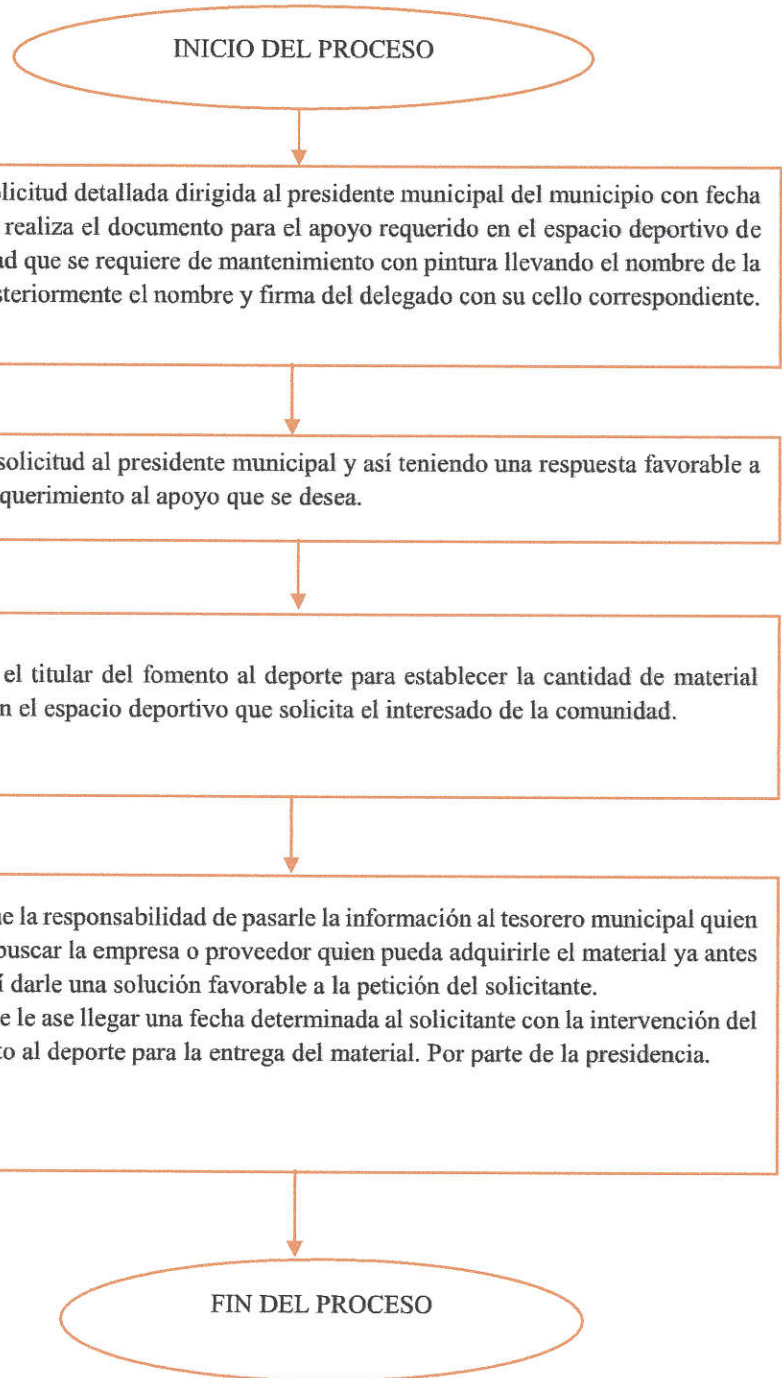 INICIO DEL PROCESO
licitud detallada dirigida al presidente municipal del municipio con fecha
realiza el documento para el apoyo requerido en el espacio deportivo de
que se requiere de mantenimiento con pintura llevando el nombre de la
steriormente el nombre y firma del delegado con su cello correspondiente.
solicitud al presidente municipal y así teniendo una respuesta favorable a
querimiento al apoyo que se desea.
el titular del fomento al deporte para establecer la cantidad de material
en el espacio deportivo que solicita el interesado de la comunidad.
la responsabilidad de pasarle la información al tesorero municipal quien
buscar la empresa o proveedor quien pueda adquirirle el material ya antes
darle una solución favorable a la petición del solicitante.
le ase llegar una fecha determinada al solicitante con la intervención del
to al deporte para la entrega del material. Por parte de la presidencia.
FIN DEL PROCESO